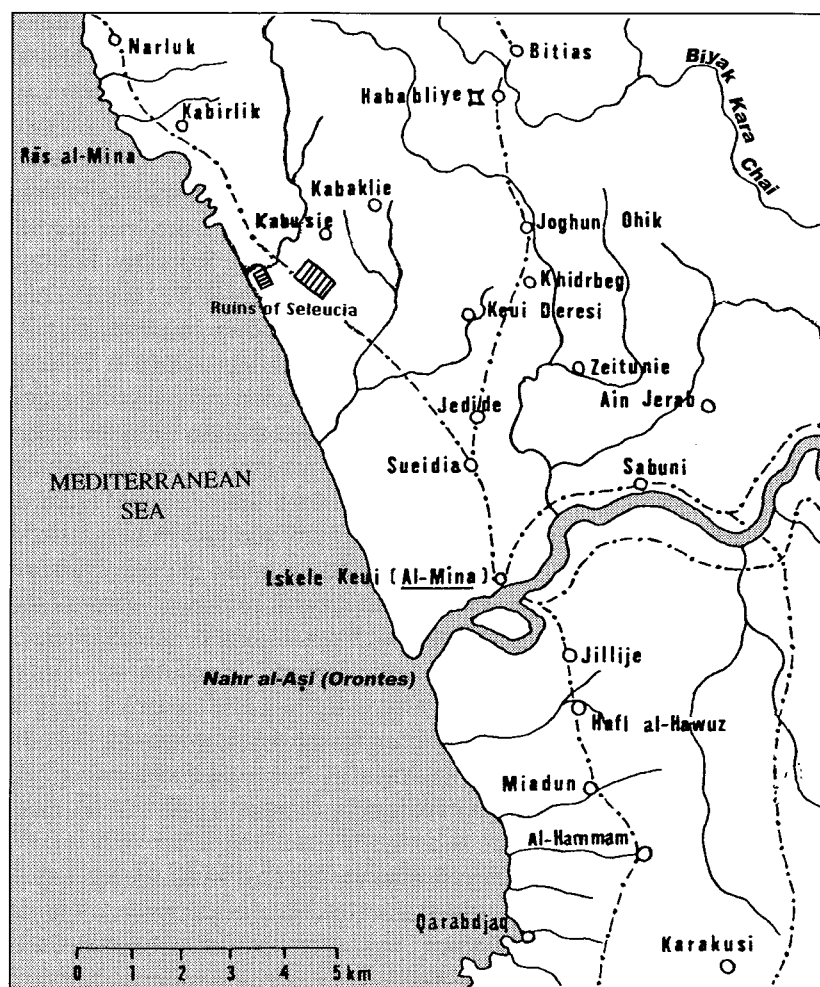 Narluk
Bitias
Biyak Kara Chai
Hababliye
Kabirlik
Rās al-Mina
Kabaklie
Kabusie
Joghun Ohik
Khidrbeg
Ruins of Seleucia
Keui Deresi
Zeitunie
Ain Jerab
Jedide
Sueidia
Sabuni
MEDITERRANEAN
SEA
Iskele Keui (Al-Mina)
Jillije
Nahr al-Aşi (Orontes)
Hafl al-Hawuz
Miadun
Al-Hammam
Qarabdjaq
Karakusi
0 1 2 3 4 5 km